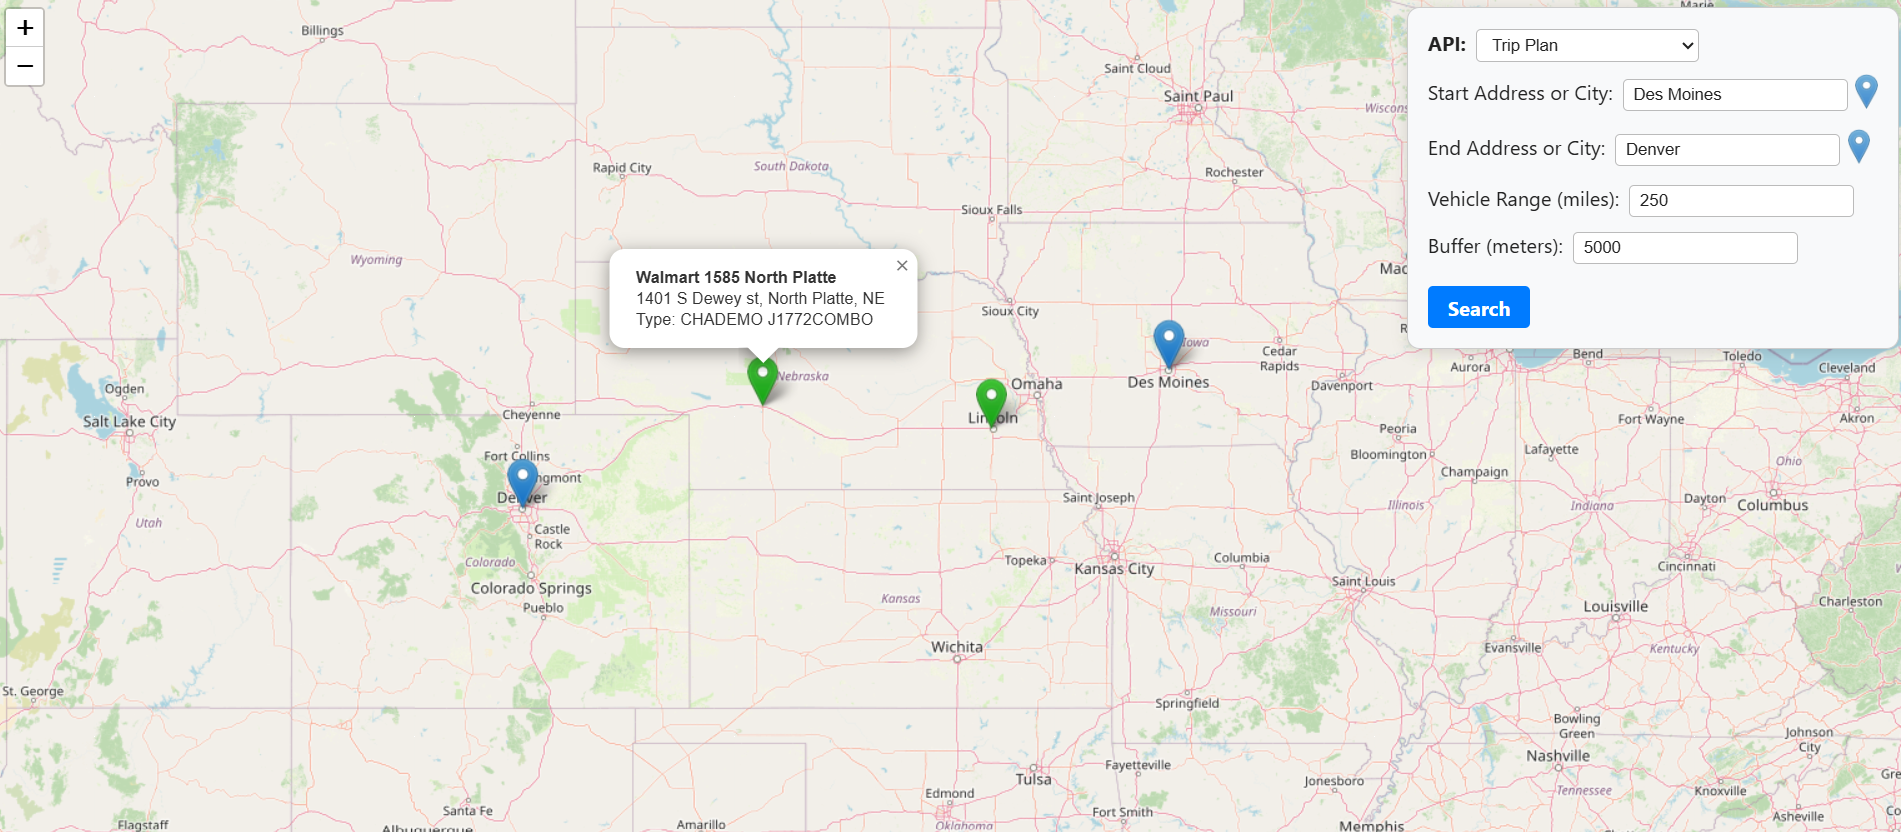 +
−
API: Trip Plan
Start Address or City: Des Moines
End Address or City: Denver
Vehicle Range (miles): 250
Buffer (meters): 5000
Search
Walmart 1585 North Platte
1401 S Dewey st, North Platte, NE
Type: CHADEMO J1772COMBO
×
Marie
Billings
Saint Cloud
Saint Paul
Wiscons
Rapid City
South Dakota
Rochester
Sioux Falls
Wyoming
Mac
Sioux City
Iowa
Cedar
Rapids
Bend
Toledo
Aurora
Cleveland
Nebraska
Omaha
Des Moines
Davenport
Ogden
Cheyenne
Lincoln
Salt Lake City
Fort Wayne
Akron
Peoria
Fort Collins
Bloomington
Lafayette
Ohio
Champaign
Provo
ngmont
Denver
Saint Joseph
Illinois
Indiana
Dayton
Columbus
Utah
Castle
Rock
Colorado
Topeka
Kansas City
Columbia
Cincinnati
Colorado Springs
Saint Louis
Pueblo
Kansas
Missouri
Louisville
Charleston
Wichita
Evansville
Kentucky
St. George
Springfield
Bowling
Green
Johnson
City
Nashville
Tulsa
Fayetteville
Jonesboro
Gre
Edmond
Tennessee
Knoxville
Santa Fe
Fort Smith
Asheville
Flagstaff
Albuquerque
Amarillo
Oklahoma
Memphis